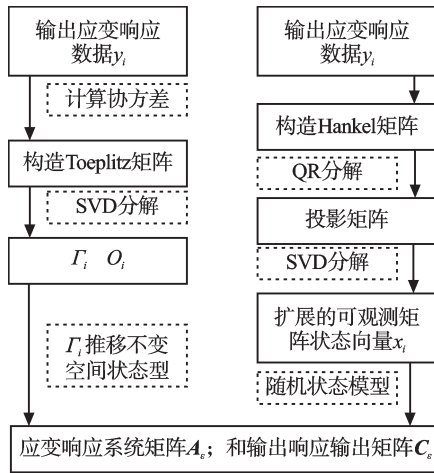 输出应变响应
数据yᵢ
计算协方差
构造Toeplitz矩阵
SVD分解
Γᵢ Oᵢ
Γᵢ推移不变
空间状态型
输出应变响应
数据yᵢ
构造Hankel矩阵
QR分解
投影矩阵
SVD分解
扩展的可观测矩
阵状态向量xᵢ
随机状态模型
应变响应系统矩阵Aε；和输出响应输出矩阵Cε